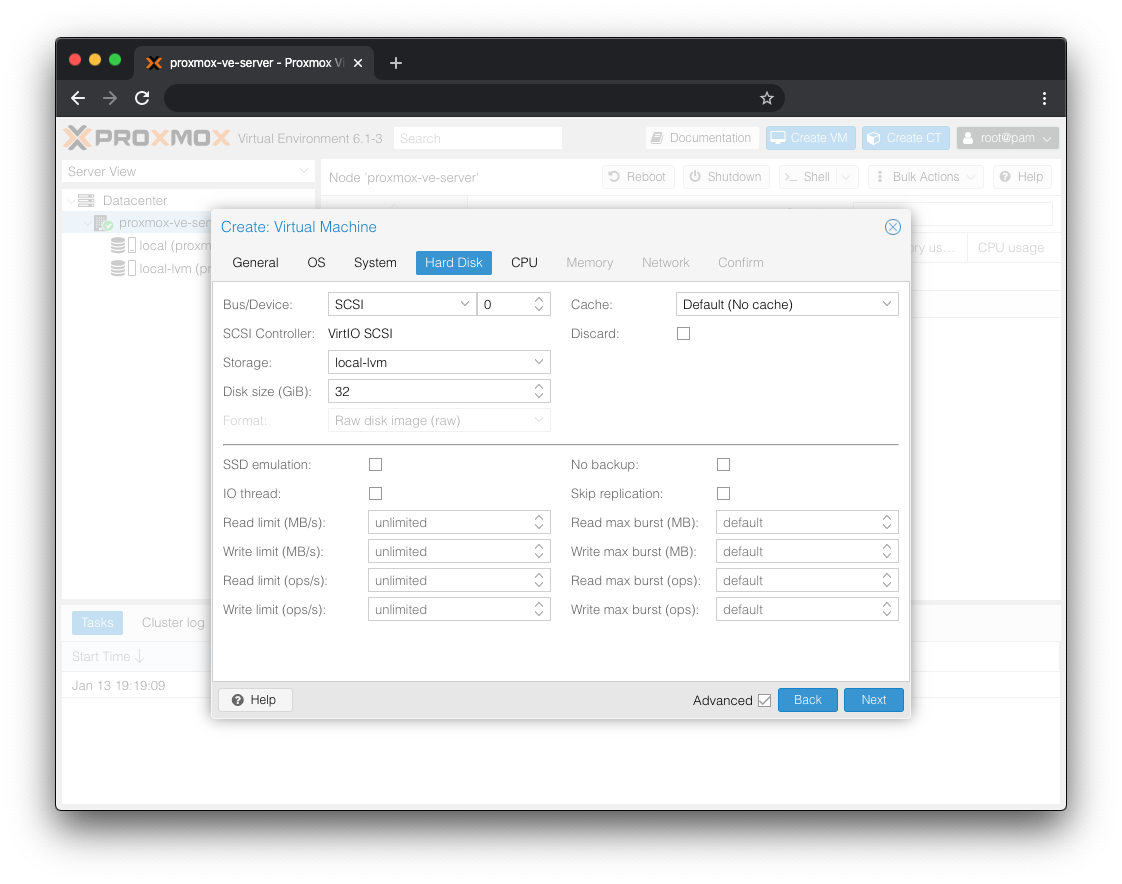 proxmox-ve-server - Proxmox Vi
PROXMOX Virtual Environment 6.1-3 Search Documentation Create VM Create CT root@pam
Server View
Node 'proxmox-ve-server' Reboot Shutdown >_ Shell Bulk Actions Help
Datacenter
proxmox-ve-ser
local (proxm
local-lvm (pr
ry us... CPU usage
Create: Virtual Machine
General OS System Hard Disk CPU Memory Network Confirm
Bus/Device: SCSI 0 Cache: Default (No cache)
SCSI Controller: VirtIO SCSI Discard:
Storage: local-lvm
Disk size (GiB): 32
Format: Raw disk image (raw)
SSD emulation: No backup:
IO thread: Skip replication:
Read limit (MB/s): unlimited Read max burst (MB): default
Write limit (MB/s): unlimited Write max burst (MB): default
Read limit (ops/s): unlimited Read max burst (ops): default
Write limit (ops/s): unlimited Write max burst (ops): default
Help Advanced Back Next
Tasks Cluster log
Start Time
Jan 13 19:19:09